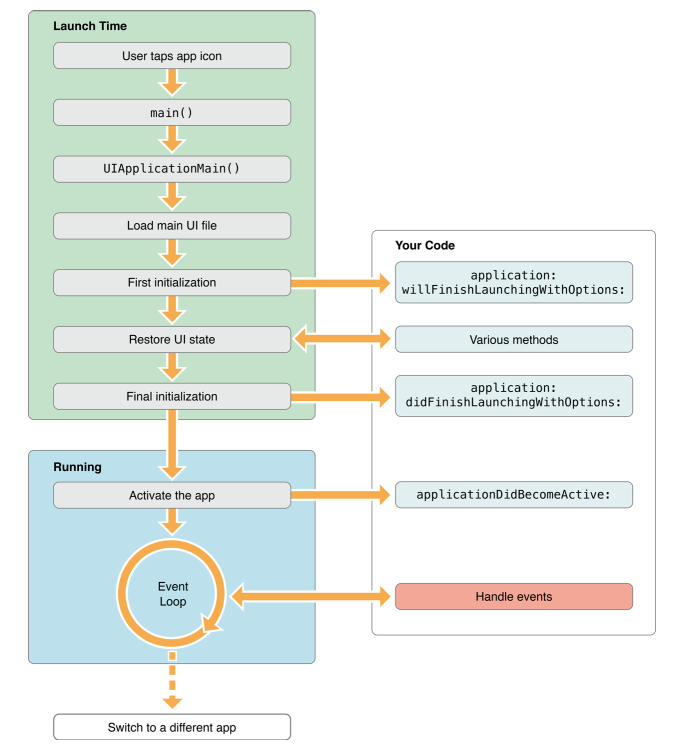 Launch Time
User taps app icon
main()
UIApplicationMain()
Load main UI file
First initialization
Restore UI state
Final initialization
Your Code
application:
willFinishLaunchingWithOptions:
Various methods
application:
didFinishLaunchingWithOptions:
Running
Activate the app
applicationDidBecomeActive:
Event
Loop
Handle events
Switch to a different app